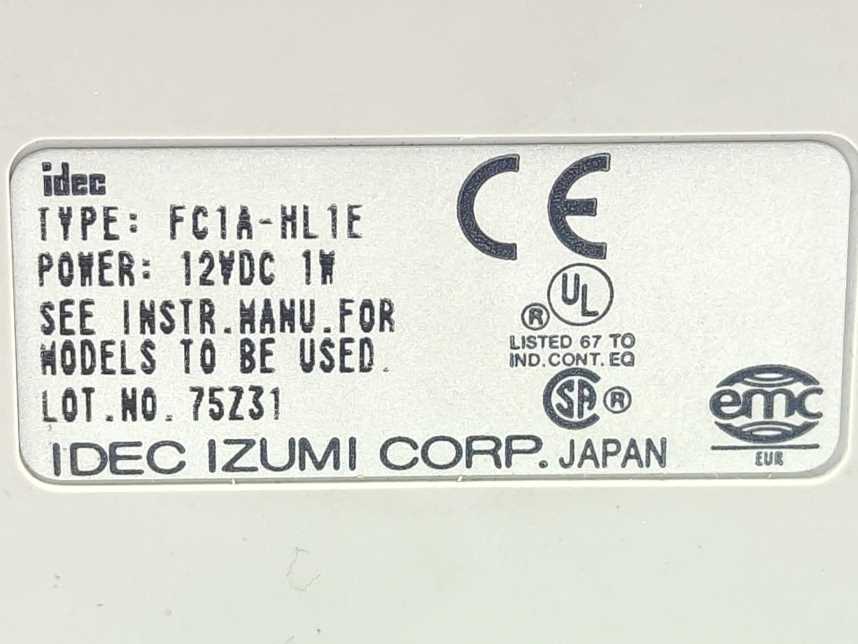 idec
TYPE: FC1A-HL1E
POWER: 12VDC 1W
SEE INSTR.MANU.FOR
MODELS TO BE USED.
LOT.NO. 75Z31
IDEC IZUMI CORP. JAPAN
CE
UL ®
LISTED 67 TO
IND.CONT.EQ
SA ®
emc
EUR